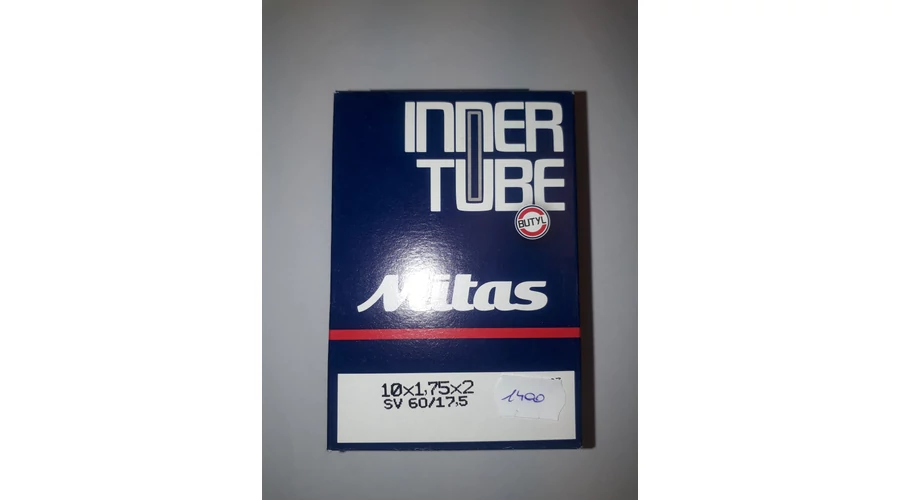 INNER
TUBE
BUTYL
Mitas
10x1,75x2
SV 60/17,5
1400